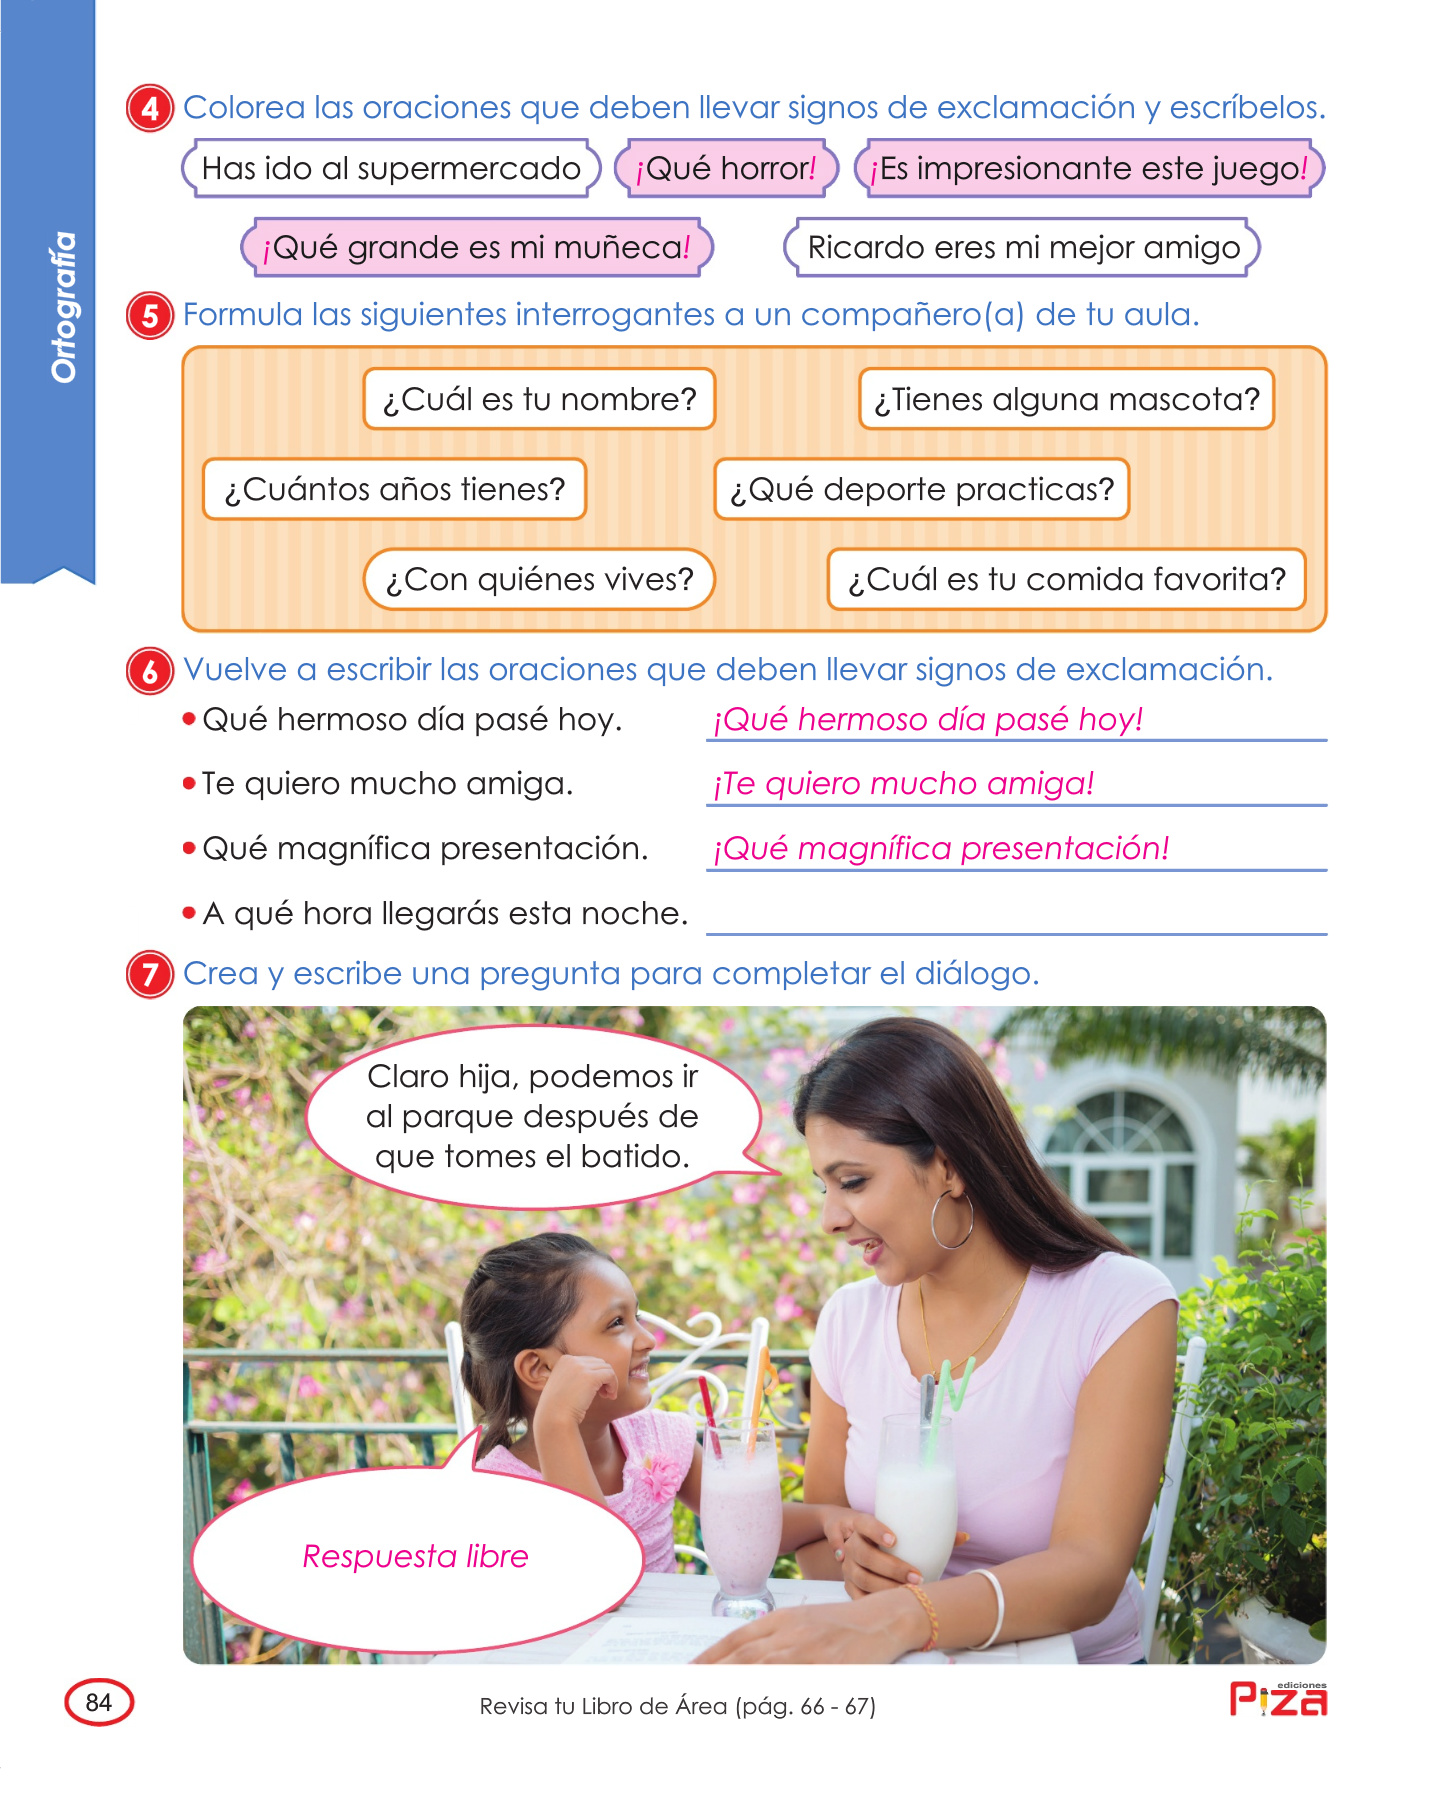 Ortografía
4 Colorea las oraciones que deben llevar signos de exclamación y escríbelos.
Has ido al supermercado
¡Qué horror!
¡Es impresionante este juego!
¡Qué grande es mi muñeca!
Ricardo eres mi mejor amigo
5 Formula las siguientes interrogantes a un compañero(a) de tu aula.
¿Cuál es tu nombre?
¿Tienes alguna mascota?
¿Cuántos años tienes?
¿Qué deporte practicas?
¿Con quiénes vives?
¿Cuál es tu comida favorita?
6 Vuelve a escribir las oraciones que deben llevar signos de exclamación.
• Qué hermoso día pasé hoy. ¡Qué hermoso día pasé hoy!
• Te quiero mucho amiga. ¡Te quiero mucho amiga!
• Qué magnífica presentación. ¡Qué magnífica presentación!
• A qué hora llegarás esta noche.
7 Crea y escribe una pregunta para completar el diálogo.
Claro hija, podemos ir
al parque después de
que tomes el batido.
Respuesta libre
84
Revisa tu Libro de Área (pág. 66 - 67)
ediciones
Piza